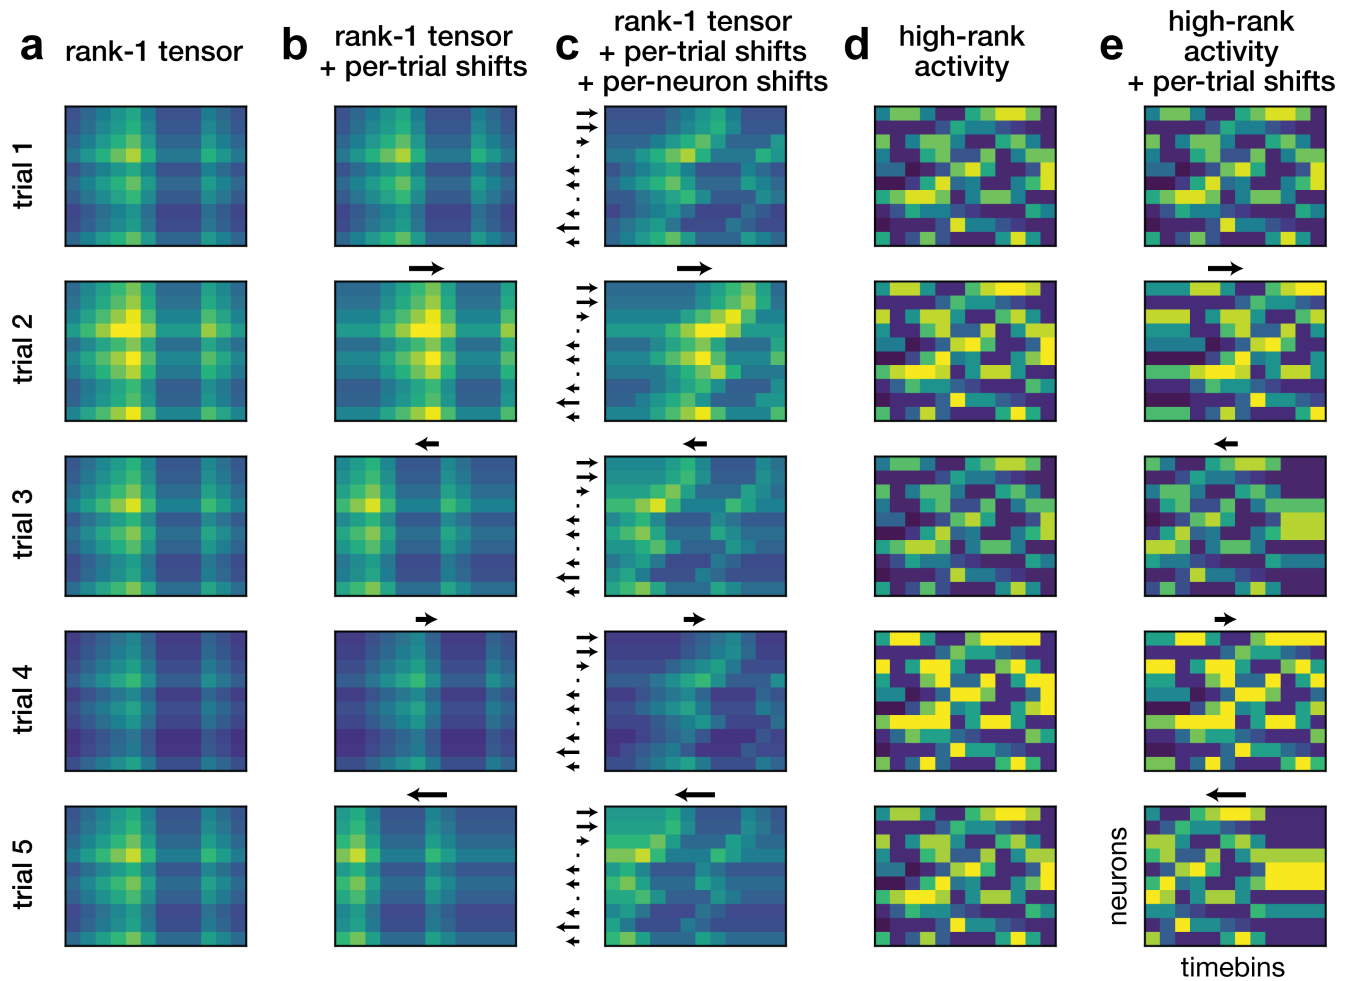 a rank-1 tensor
b rank-1 tensor
+ per-trial shifts
c rank-1 tensor
+ per-trial shifts
+ per-neuron shifts
d high-rank
activity
e high-rank
activity
+ per-trial shifts
trial 1
trial 2
trial 3
trial 4
trial 5
neurons
timebins